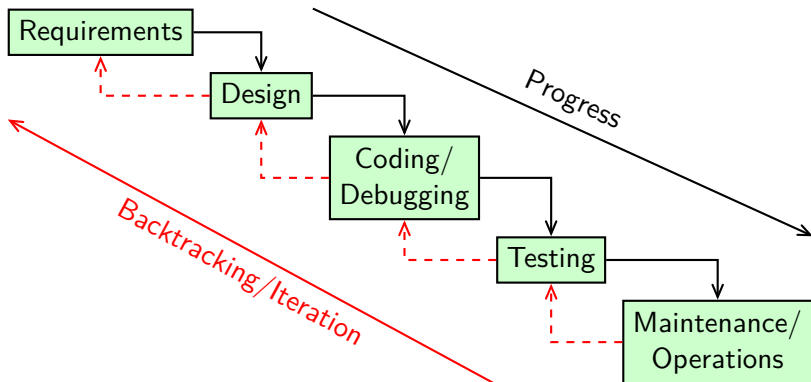 Requirements
Design
Progress
Coding/
Debugging
Backtracking/Iteration
Testing
Maintenance/
Operations